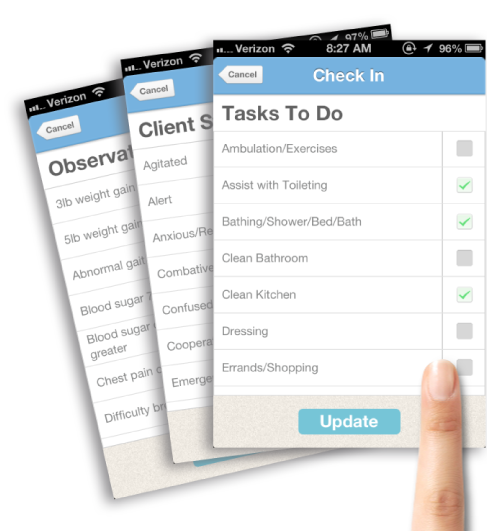 Verizon 8:27 AM 96%
Cancel Check In
Tasks To Do
Ambulation/Exercises
Assist with Toileting
Bathing/Shower/Bed/Bath
Clean Bathroom
Clean Kitchen
Dressing
Errands/Shopping
Update
Verizon 97%
Cancel
Client S
Agitated
Alert
Anxious/Re
Combative
Confused
Coopera
Emerge
Verizon
Cancel
Observat
3lb weight gain
5lb weight gain
Abnormal gait
Blood sugar
Blood sugar
greater
Chest pain
Difficulty br